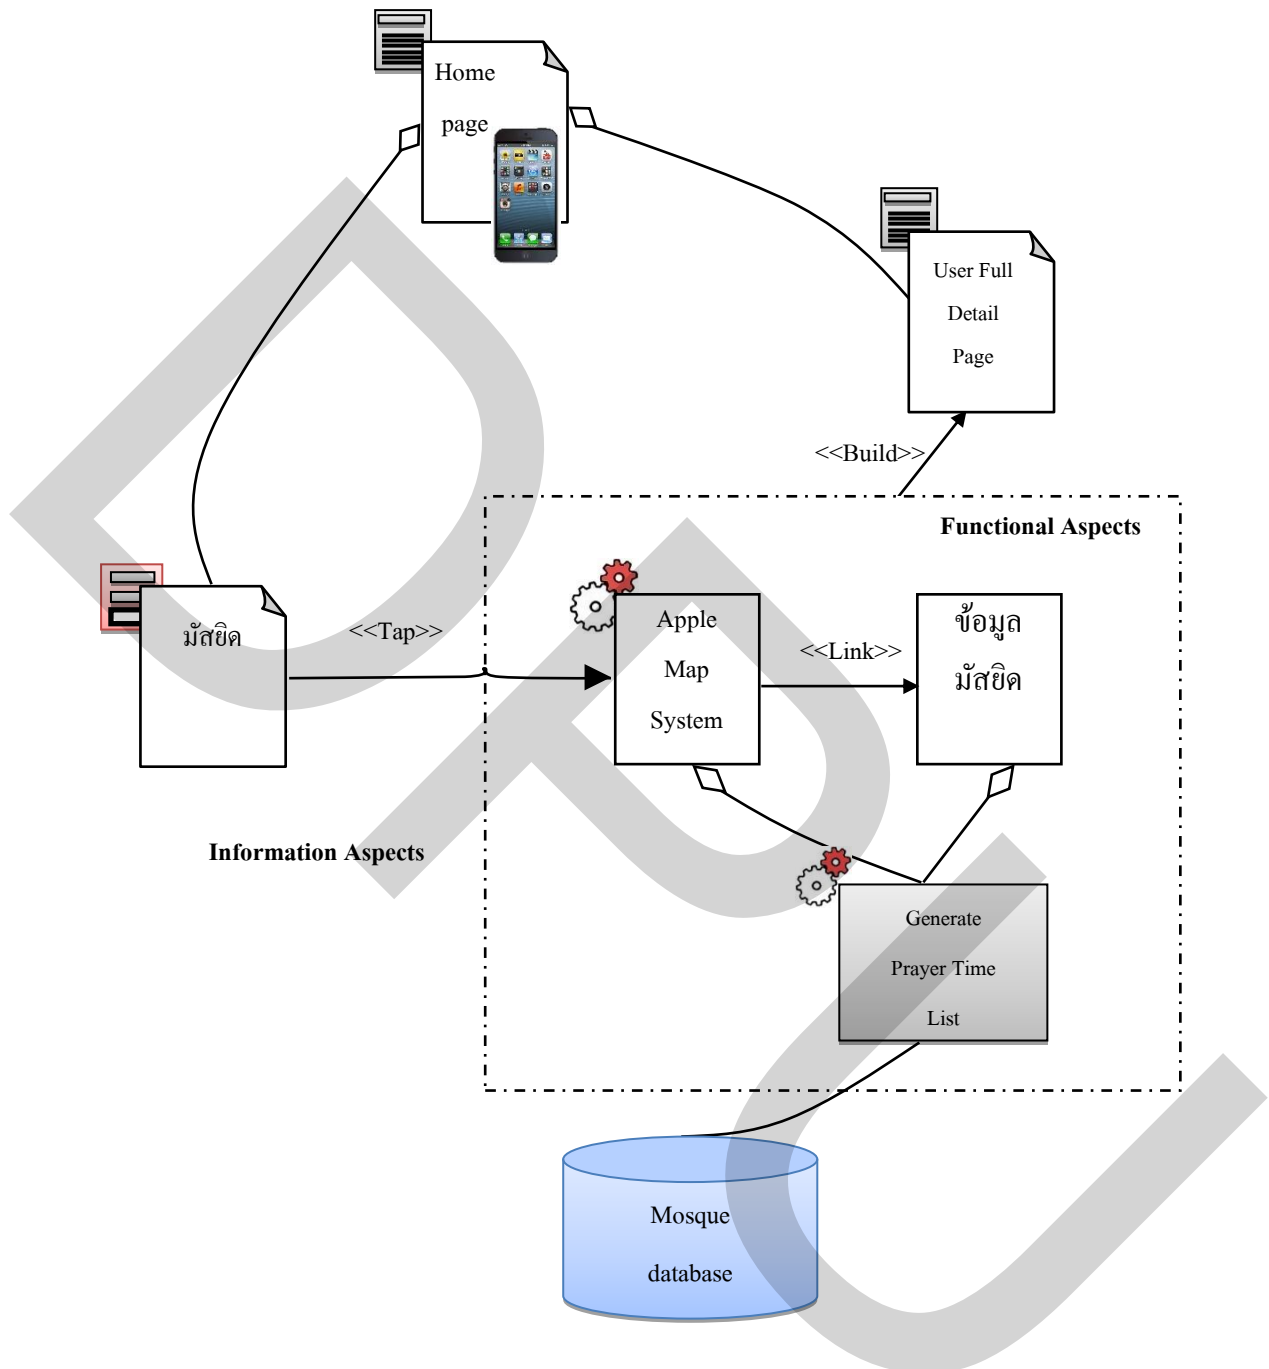 Home
page
User Full
Detail
Page
<<Build>>
Functional Aspects
มัสยิด
<<Tap>>
Apple
Map
System
<<Link>>
ข้อมูล
มัสยิด
Information Aspects
Generate
Prayer Time
List
Mosque
database
DPU